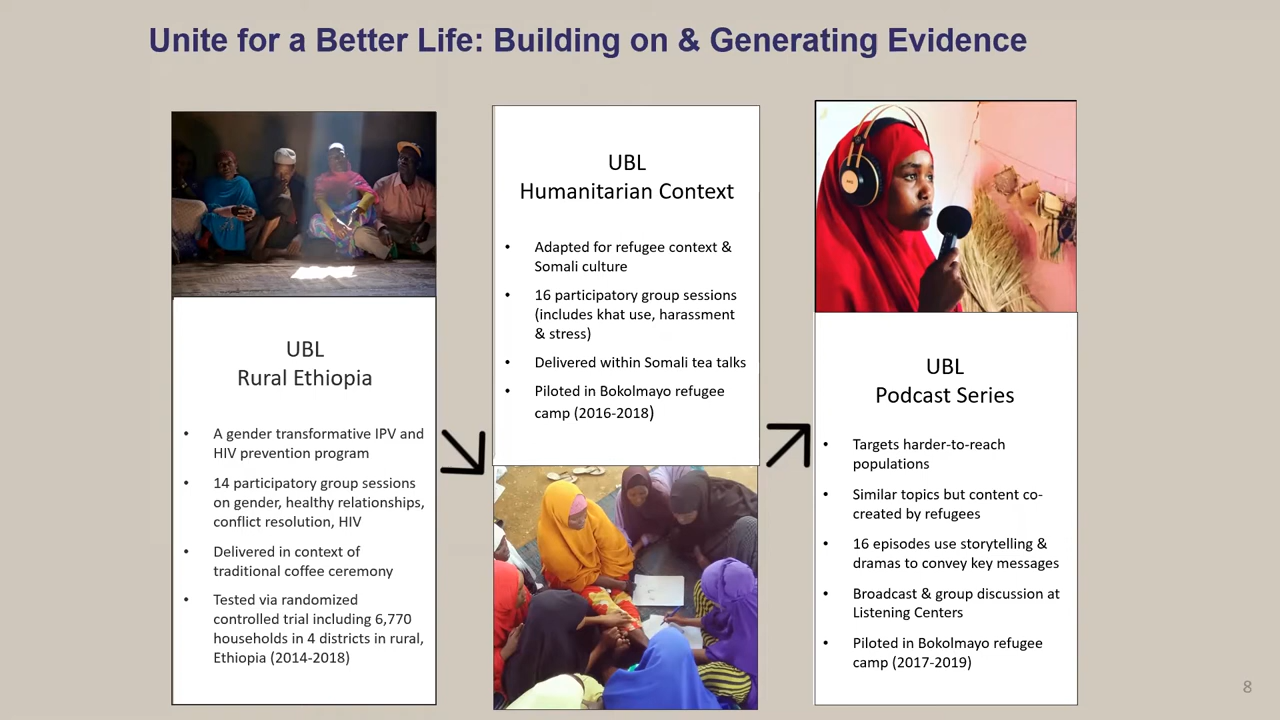 Unite for a Better Life: Building on & Generating Evidence
UBL
Rural Ethiopia
• A gender transformative IPV and
HIV prevention program
• 14 participatory group sessions
on gender, healthy relationships,
conflict resolution, HIV
• Delivered in context of
traditional coffee ceremony
• Tested via randomized
controlled trial including 6,770
households in 4 districts in rural,
Ethiopia (2014-2018)
UBL
Humanitarian Context
• Adapted for refugee context &
Somali culture
• 16 participatory group sessions
(includes khat use, harassment
& stress)
• Delivered within Somali tea talks
• Piloted in Bokolmayo refugee
camp (2016-2018)
UBL
Podcast Series
• Targets harder-to-reach
populations
• Similar topics but content co-
created by refugees
• 16 episodes use storytelling &
dramas to convey key messages
• Broadcast & group discussion at
Listening Centers
• Piloted in Bokolmayo refugee
camp (2017-2019)
8